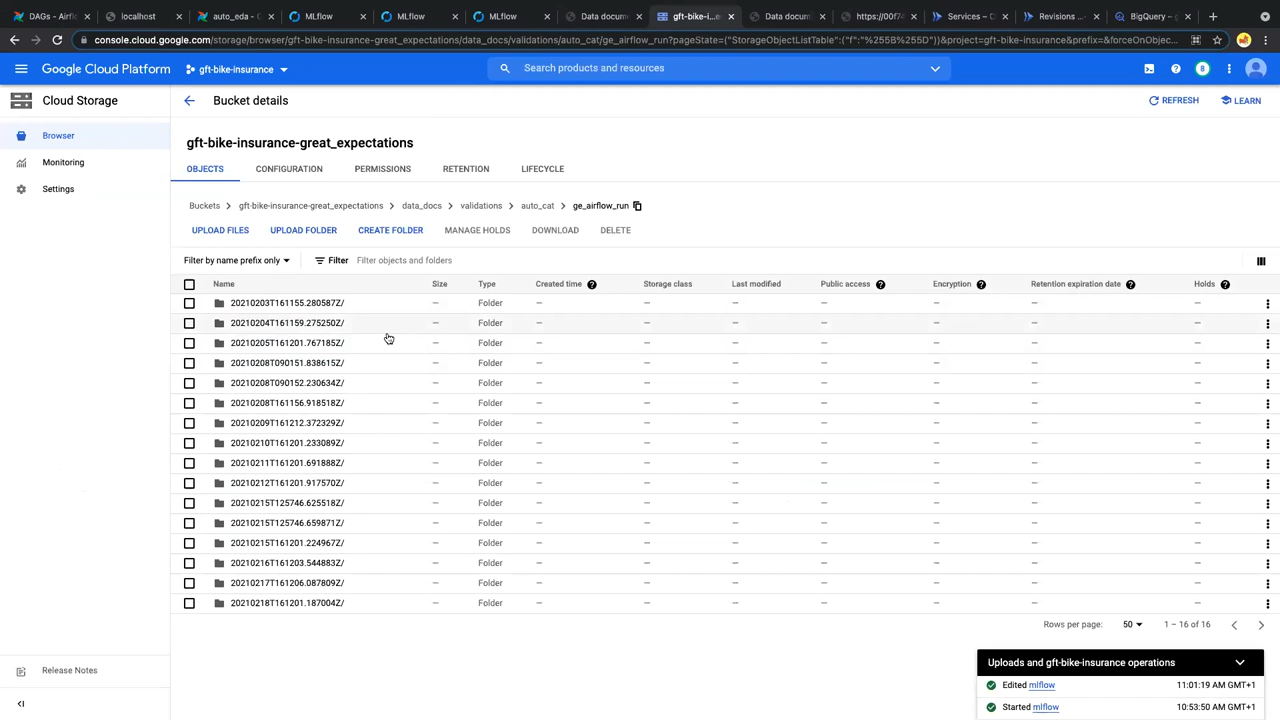 DAGs - Airflow
localhost
auto_eda - G
MLflow
MLflow
MLflow
Data docum
gft-bike-i...e
Data docum
https://00f74
Services – C
Revisions …
BigQuery – g
console.cloud.google.com/storage/browser/gft-bike-insurance-great_expectations/data_docs/validations/auto_cat/ge_airflow_run?pageState=("StorageObjectListTable":("f":"%255B%255D"))&project=gft-bike-insurance&prefix=&forceOnObjec...
Google Cloud Platform
gft-bike-insurance
Search products and resources
8
Cloud Storage
Bucket details
REFRESH
LEARN
Browser
Monitoring
Settings
gft-bike-insurance-great_expectations
OBJECTS
CONFIGURATION
PERMISSIONS
RETENTION
LIFECYCLE
Buckets > gft-bike-insurance-great_expectations > data_docs > validations > auto_cat > ge_airflow_run
UPLOAD FILES
UPLOAD FOLDER
CREATE FOLDER
MANAGE HOLDS
DOWNLOAD
DELETE
Filter by name prefix only
Filter Filter objects and folders
Name Size Type Created time Storage class Last modified Public access Encryption Retention expiration date Holds
20210203T161155.280587Z/ — Folder — — — — — — —
20210204T161159.275250Z/ — Folder — — — — — — —
20210205T161201.767185Z/ — Folder — — — — — — —
20210208T090151.838615Z/ — Folder — — — — — — —
20210208T090152.230634Z/ — Folder — — — — — — —
20210208T161156.918518Z/ — Folder — — — — — — —
20210209T161212.372329Z/ — Folder — — — — — — —
20210210T161201.233089Z/ — Folder — — — — — — —
20210211T161201.691888Z/ — Folder — — — — — — —
20210212T161201.917570Z/ — Folder — — — — — — —
20210215T125746.625518Z/ — Folder — — — — — — —
20210215T125746.659871Z/ — Folder — — — — — — —
20210215T161201.224967Z/ — Folder — — — — — — —
20210216T161203.544883Z/ — Folder — — — — — — —
20210217T161206.087809Z/ — Folder — — — — — — —
20210218T161201.187004Z/ — Folder — — — — — — —
Rows per page: 50 1 – 16 of 16
Uploads and gft-bike-insurance operations
Edited mlflow 11:01:19 AM GMT+1
Started mlflow 10:53:50 AM GMT+1
Release Notes